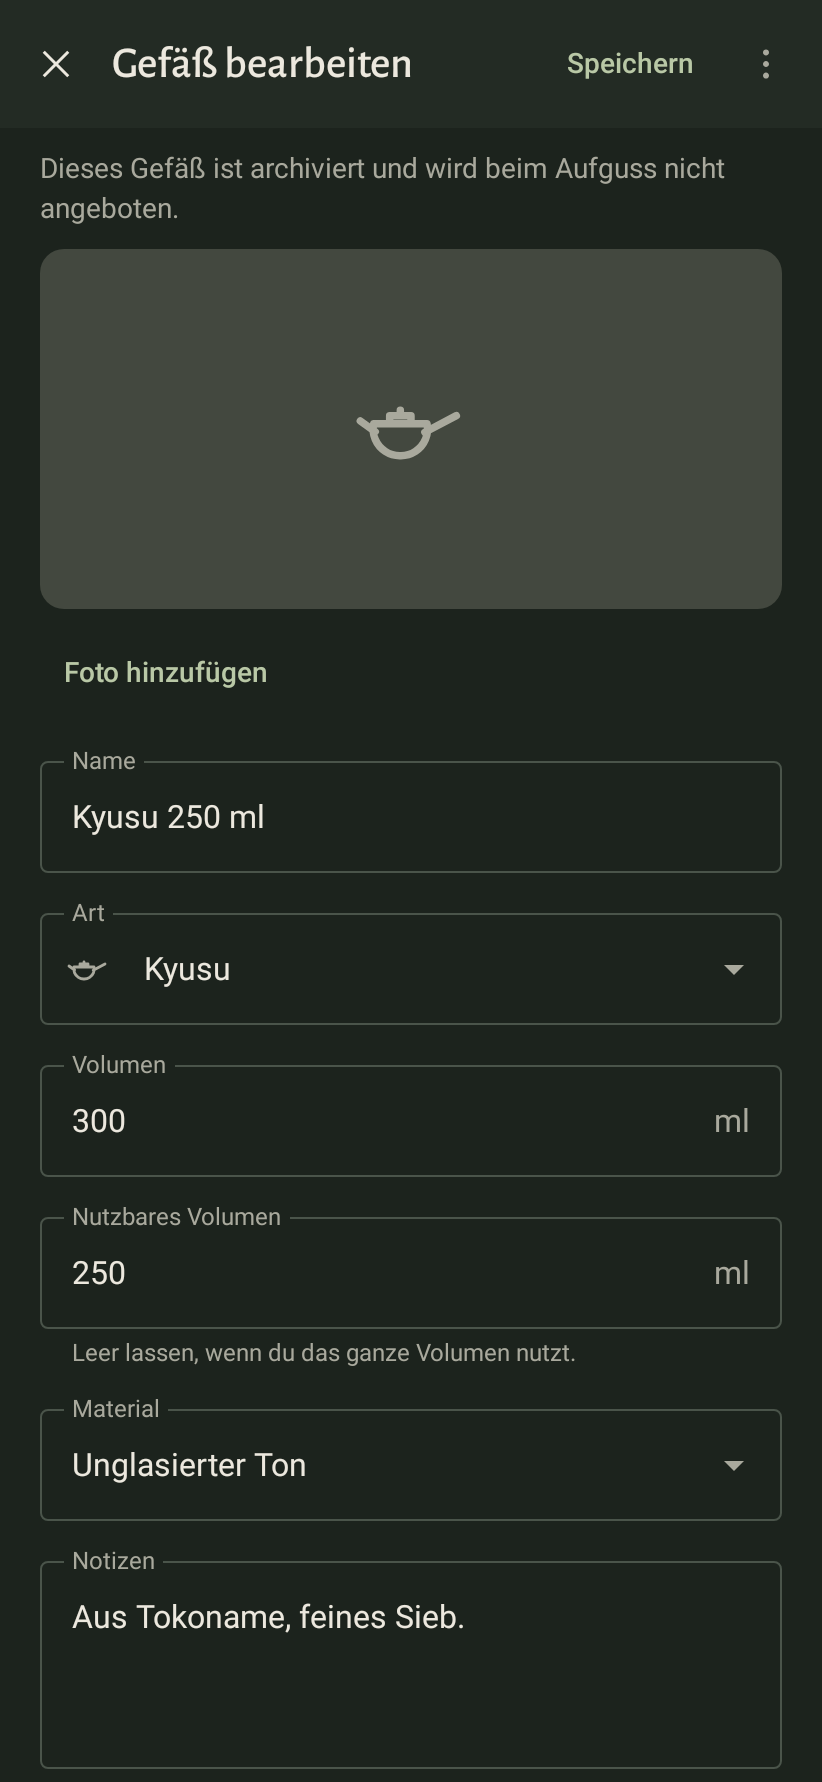 Gefäß bearbeiten
Speichern
Dieses Gefäß ist archiviert und wird beim Aufguss nicht
angeboten.
Foto hinzufügen
Name
Kyusu 250 ml
Art
Kyusu
Volumen
300 ml
Nutzbares Volumen
250 ml
Leer lassen, wenn du das ganze Volumen nutzt.
Material
Unglasierter Ton
Notizen
Aus Tokoname, feines Sieb.